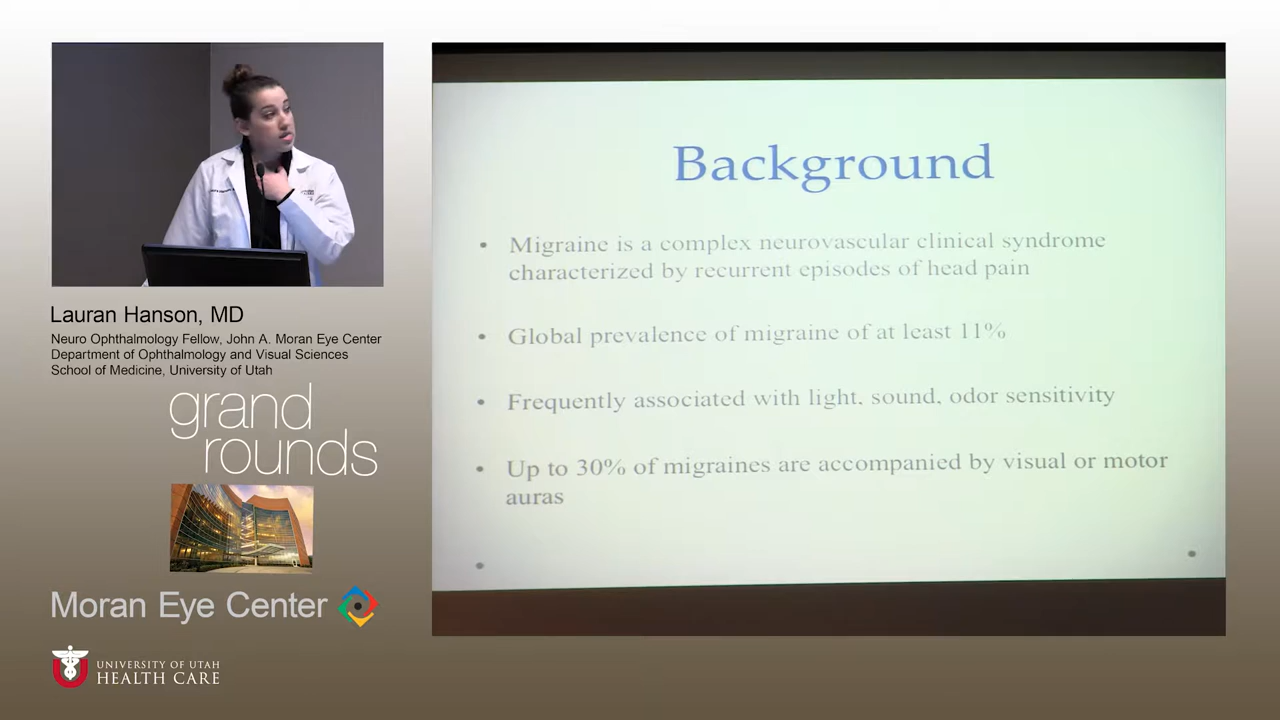 Lauran Hanson, MD
Neuro Ophthalmology Fellow, John A. Moran Eye Center
Department of Ophthalmology and Visual Sciences
School of Medicine, University of Utah
grand
rounds
Moran Eye Center
UNIVERSITY OF UTAH
HEALTH CARE
Background
• Migraine is a complex neurovascular clinical syndrome
characterized by recurrent episodes of head pain
• Global prevalence of migraine of at least 11%
• Frequently associated with light, sound, odor sensitivity
• Up to 30% of migraines are accompanied by visual or motor
auras